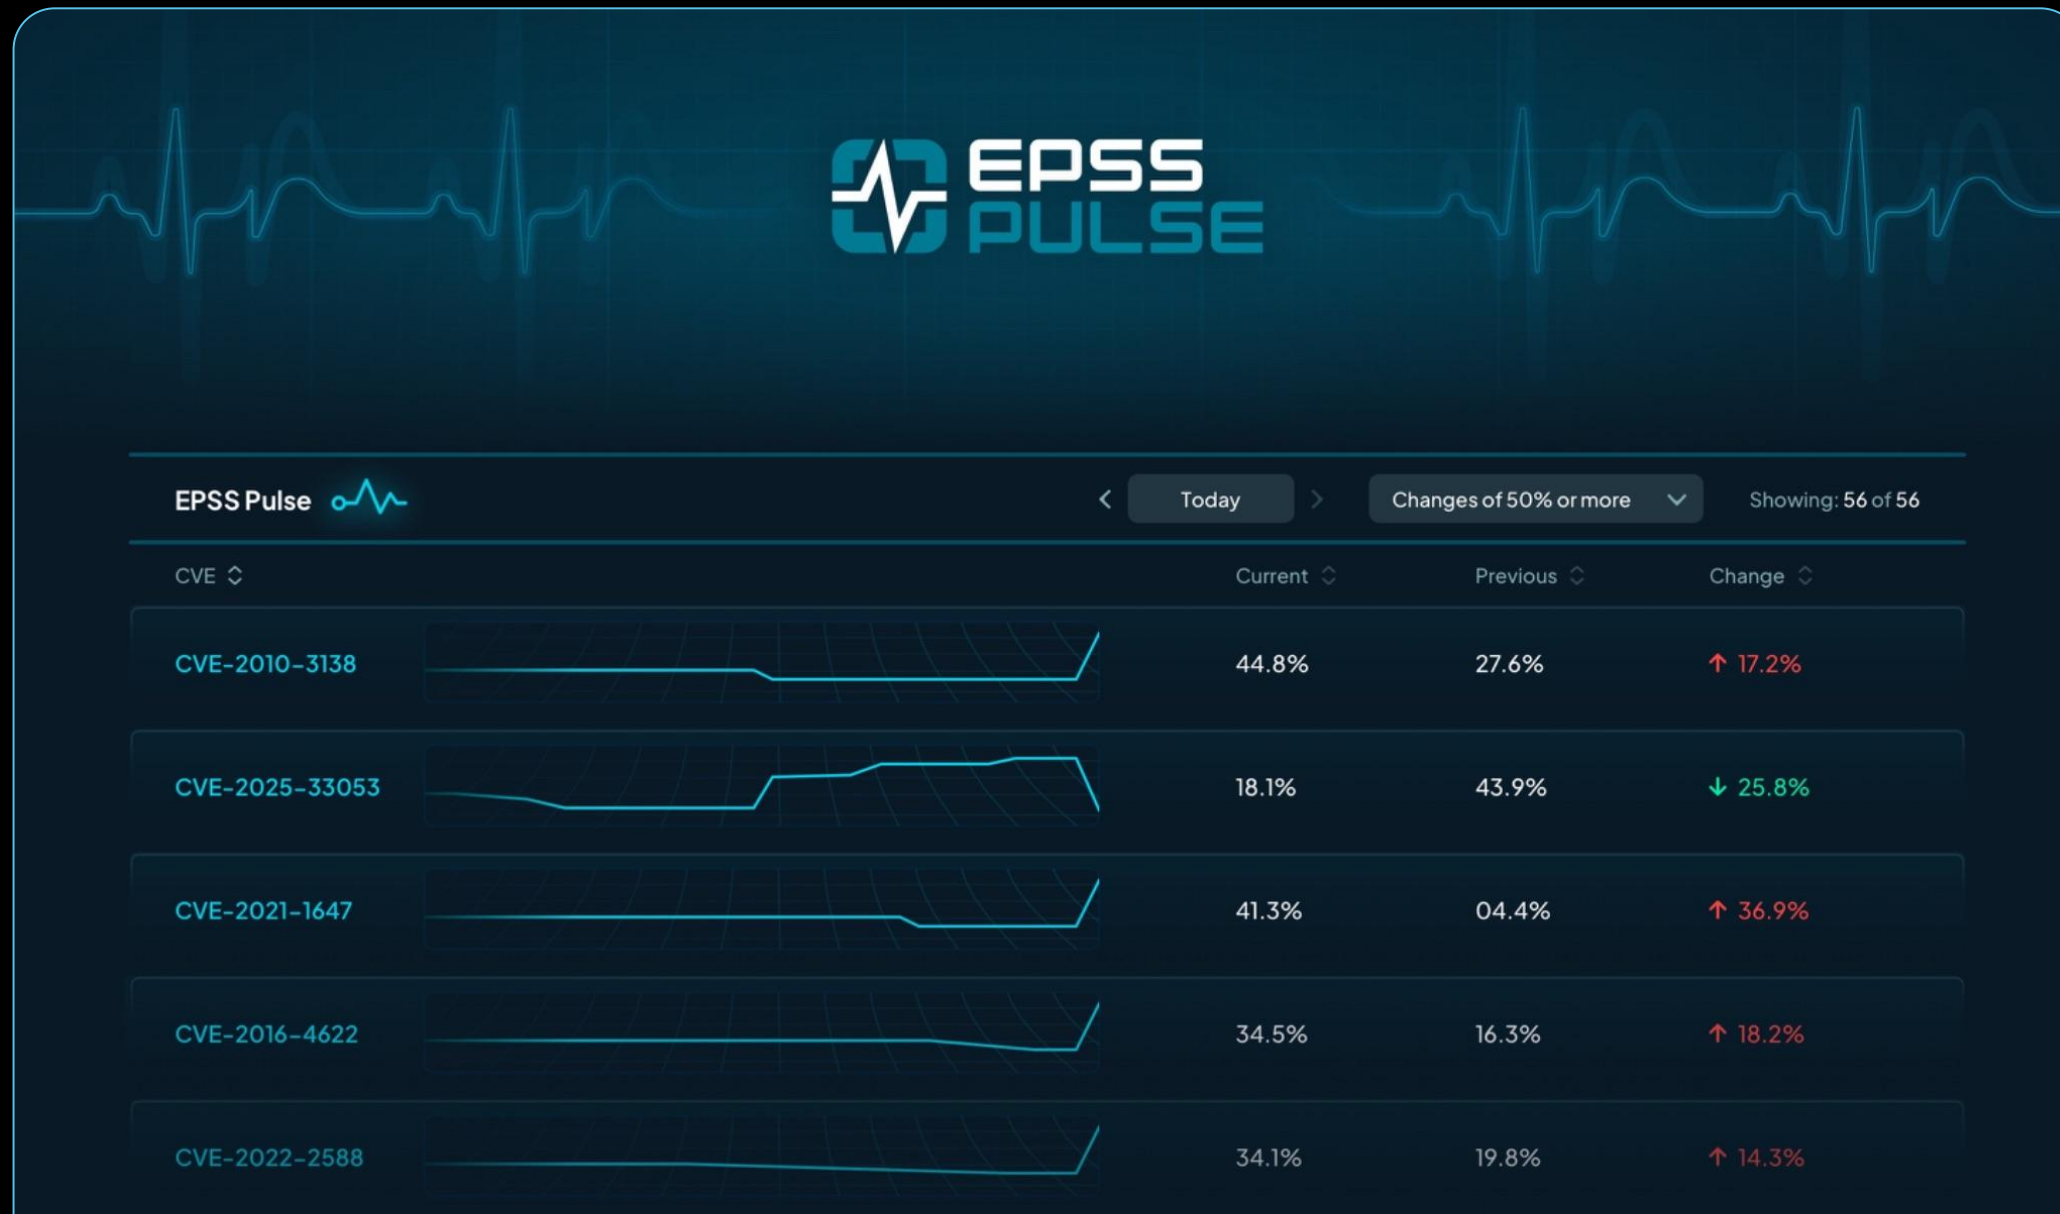 EPSS
PULSE
EPSS Pulse Today Changes of 50% or more Showing: 56 of 56
CVE Current Previous Change
CVE-2010-3138 44.8% 27.6% ↑ 17.2%
CVE-2025-33053 18.1% 43.9% ↓ 25.8%
CVE-2021-1647 41.3% 04.4% ↑ 36.9%
CVE-2016-4622 34.5% 16.3% ↑ 18.2%
CVE-2022-2588 34.1% 19.8% ↑ 14.3%